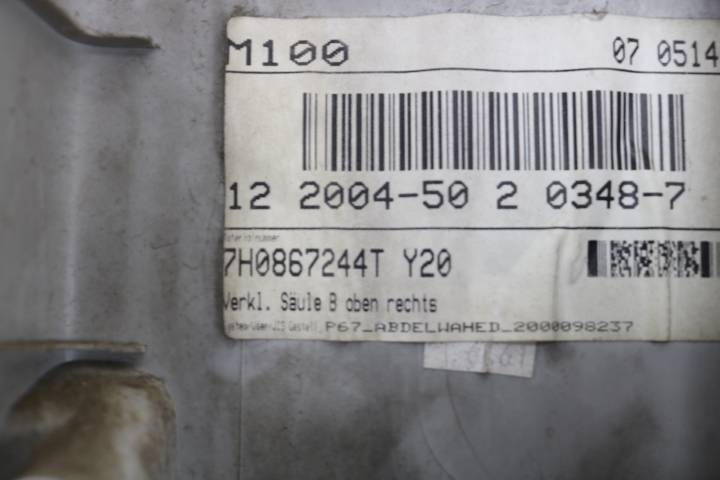 M100 07 0514
12 2004-50 2 0348-7
7H0867244T Y20
Verkl. Säule B oben rechts
P67_ABDELWAHED_2000098237